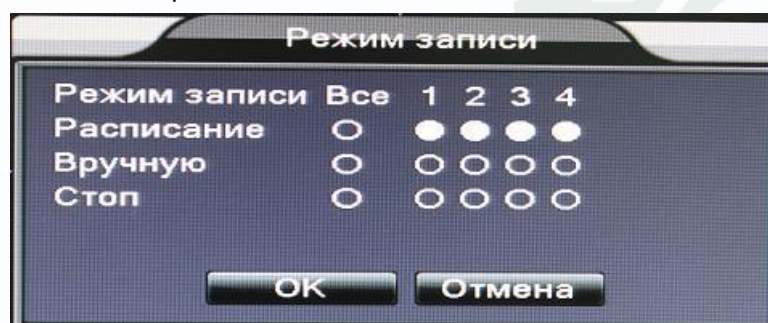 Режим записи
Режим записи Все 1 2 3 4
Расписание
Вручную
Стоп
OK Отмена